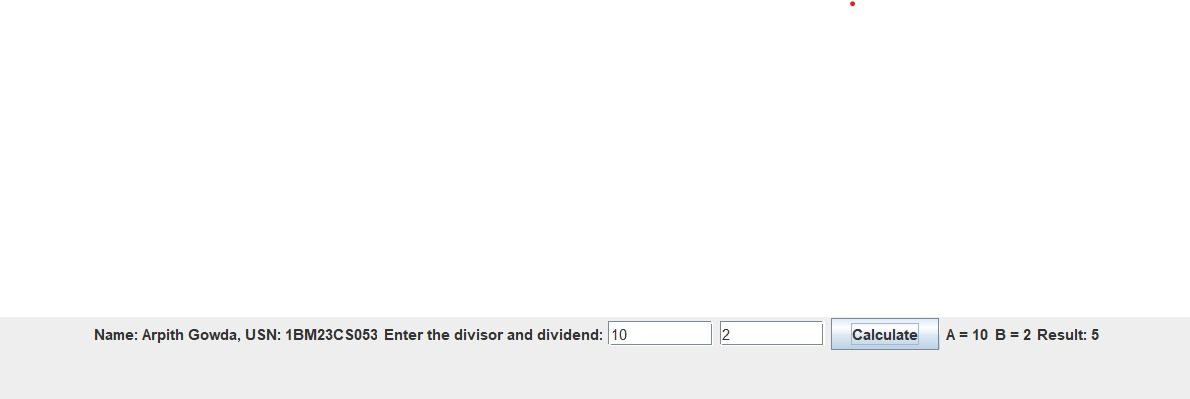 Name: Arpith Gowda, USN: 1BM23CS053 Enter the divisor and dividend: 10 2 Calculate A = 10 B = 2 Result: 5